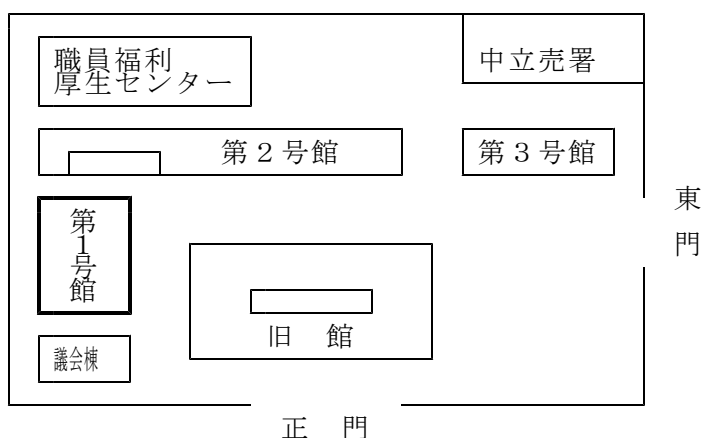 職員福利
厚生センター
中立売署
第２号館
第３号館
東門
第１号館
旧　館
議会棟
正　門